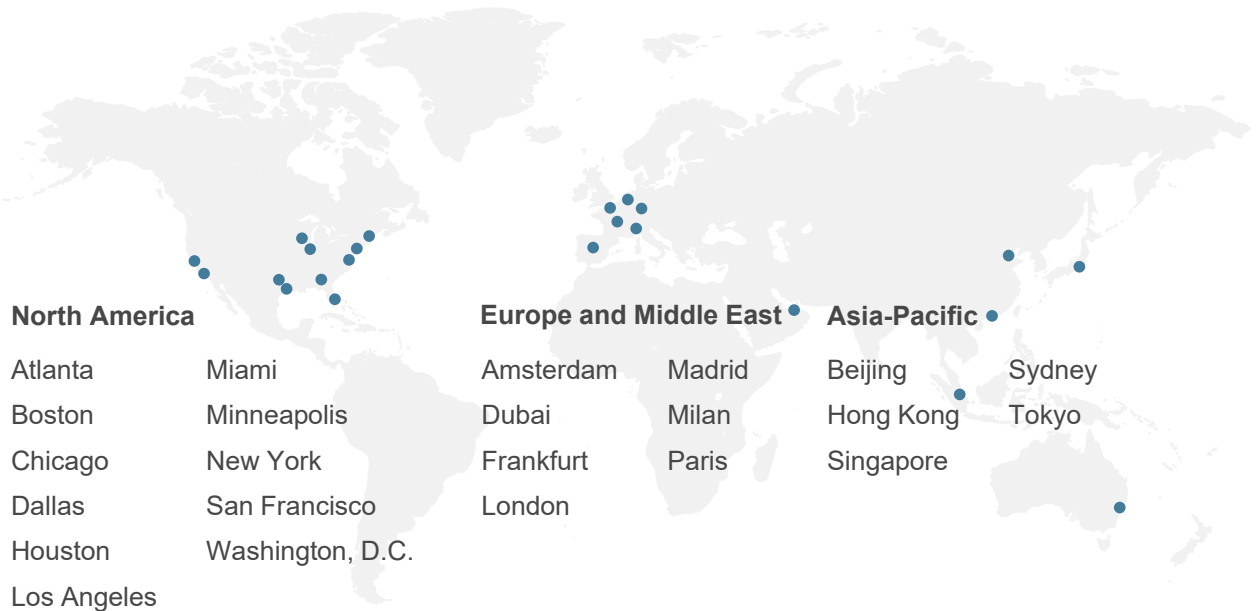 North America
Atlanta
Boston
Chicago
Dallas
Houston
Los Angeles
Miami
Minneapolis
New York
San Francisco
Washington, D.C.
Europe and Middle East
Amsterdam
Dubai
Frankfurt
London
Madrid
Milan
Paris
Asia-Pacific
Beijing
Hong Kong
Singapore
Sydney
Tokyo